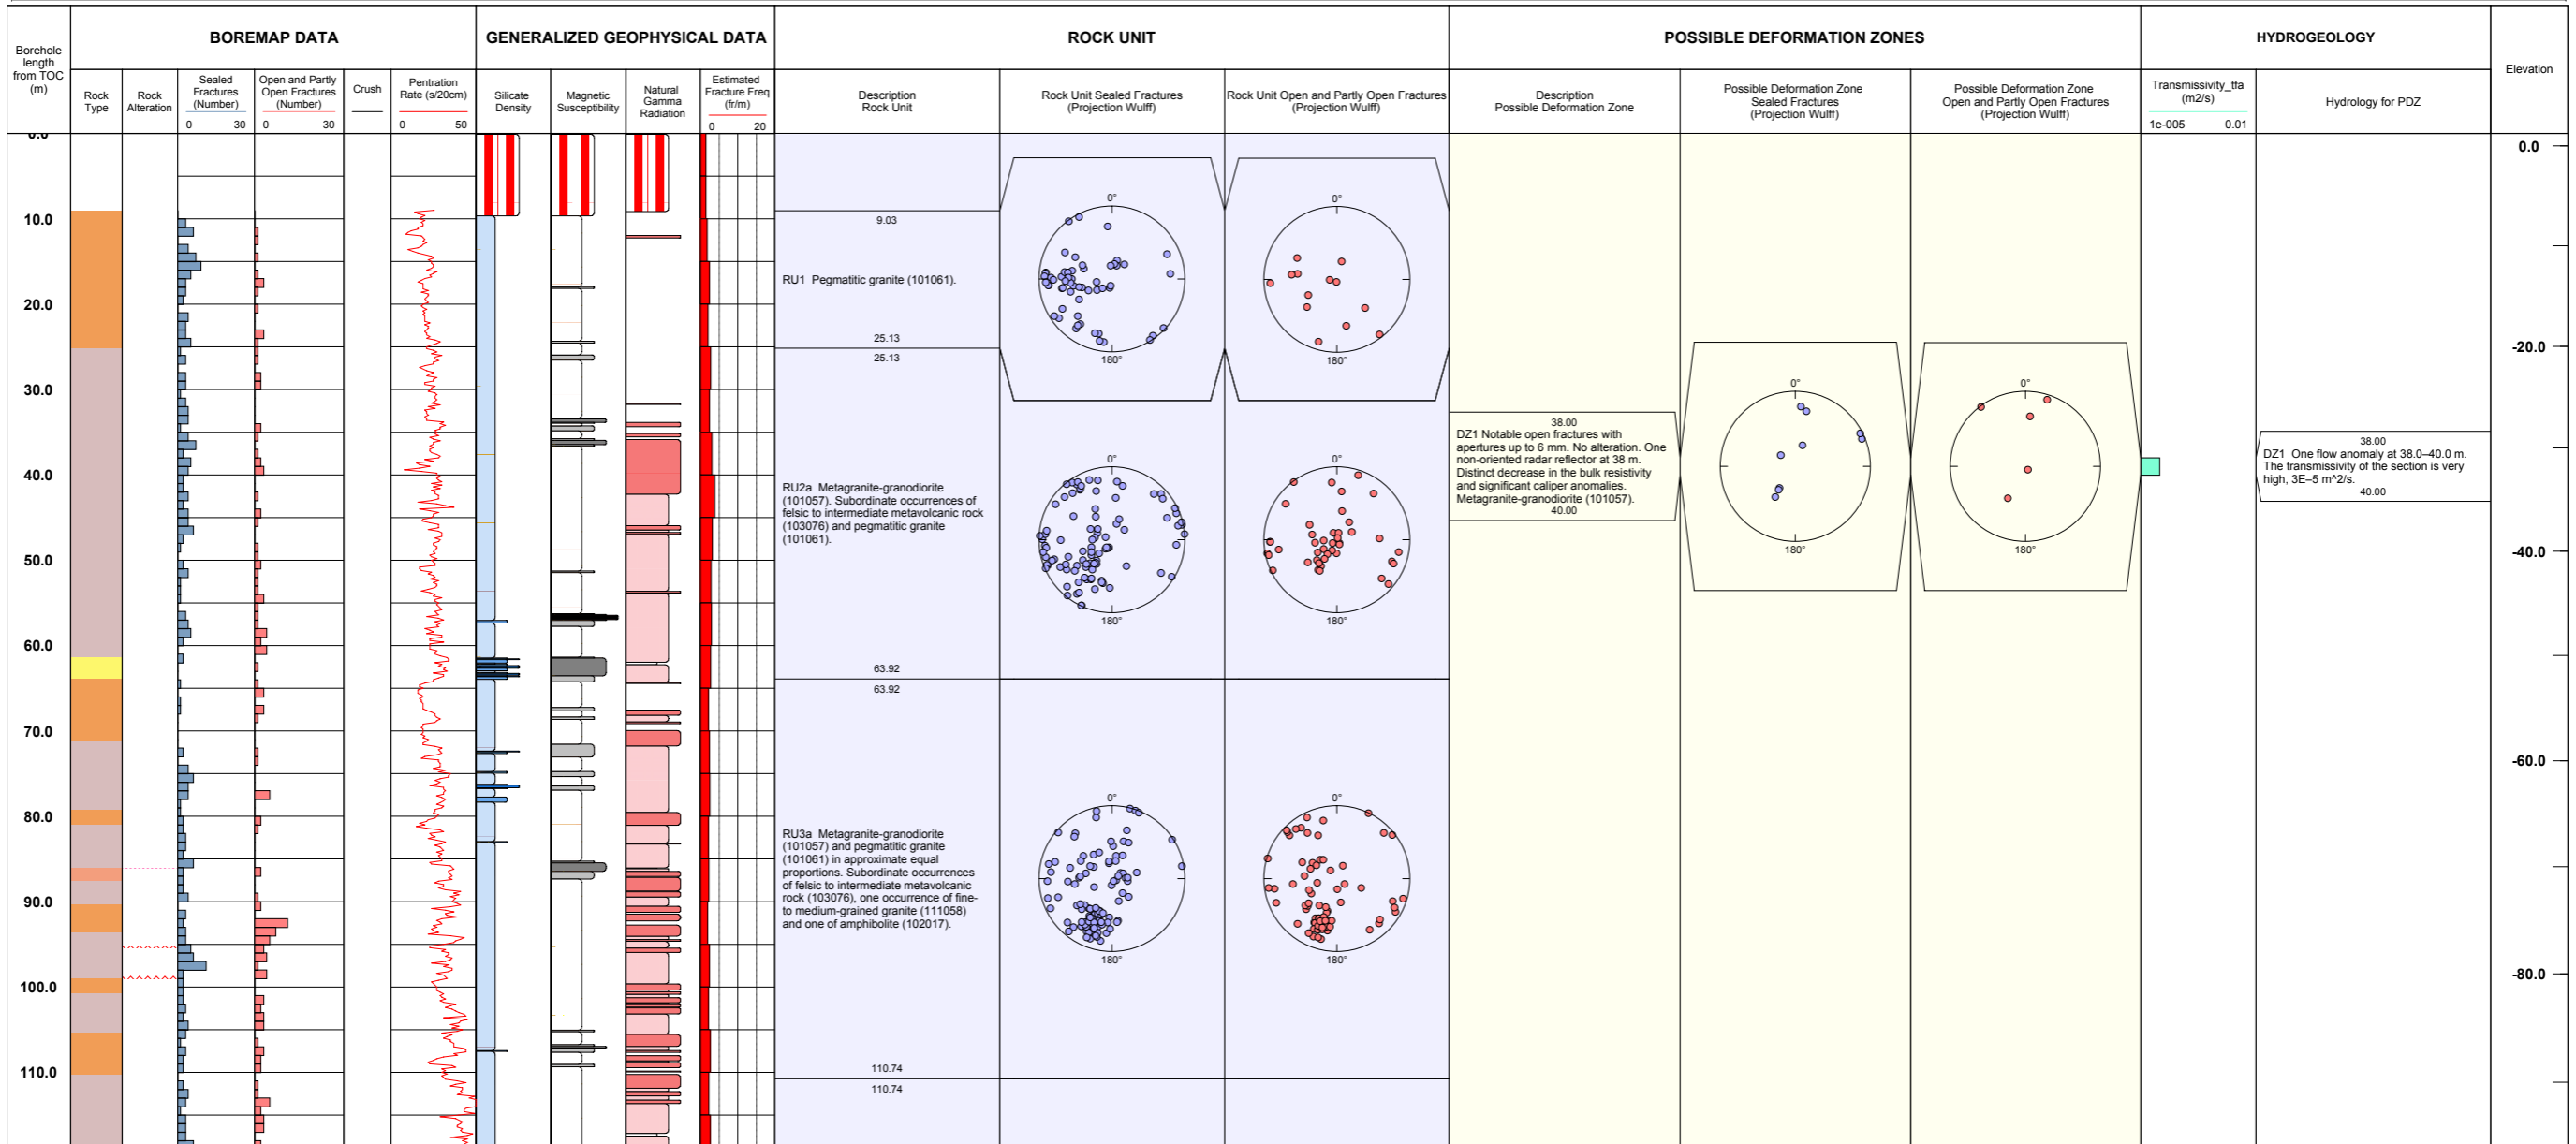 BOREMAP DATA
GENERALIZED GEOPHYSICAL DATA
ROCK UNIT
POSSIBLE DEFORMATION ZONES
HYDROGEOLOGY
Borehole
length
from TOC
(m)
Rock
Type
Rock
Alteration
Sealed
Fractures
(Number)
0 30
Open and Partly
Open Fractures
(Number)
0 30
Crush
Pentration
Rate (s/20cm)
0 50
Silicate
Density
Magnetic
Susceptibility
Natural
Gamma
Radiation
Estimated
Fracture Freq
(fr/m)
0 20
Description
Rock Unit
Rock Unit Sealed Fractures
(Projection Wulff)
Rock Unit Open and Partly Open Fractures
(Projection Wulff)
Description
Possible Deformation Zone
Possible Deformation Zone
Sealed Fractures
(Projection Wulff)
Possible Deformation Zone
Open and Partly Open Fractures
(Projection Wulff)
Transmissivity_tfa
(m2/s)
1e-005 0.01
Hydrology for PDZ
Elevation
0.0
10.0
20.0
30.0
40.0
50.0
60.0
70.0
80.0
90.0
100.0
110.0
9.03
RU1 Pegmatitic granite (101061).
25.13
25.13
RU2a Metagranite-granodiorite
(101057). Subordinate occurrences of
felsic to intermediate metavolcanic rock
(103076) and pegmatitic granite
(101061).
63.92
63.92
RU3a Metagranite-granodiorite
(101057) and pegmatitic granite
(101061) in approximate equal
proportions. Subordinate occurrences
of felsic to intermediate metavolcanic
rock (103076), one occurrence of fine-
to medium-grained granite (111058)
and one of amphibolite (102017).
110.74
110.74
0°
180°
0°
180°
0°
180°
0°
180°
0°
180°
0°
180°
38.00
DZ1 Notable open fractures with
apertures up to 6 mm. No alteration. One
non-oriented radar reflector at 38 m.
Distinct decrease in the bulk resistivity
and significant caliper anomalies.
Metagranite-granodiorite (101057).
40.00
0°
180°
0°
180°
38.00
DZ1 One flow anomaly at 38.0–40.0 m.
The transmissivity of the section is very
high, 3E–5 m^2/s.
40.00
0.0
-20.0
-40.0
-60.0
-80.0